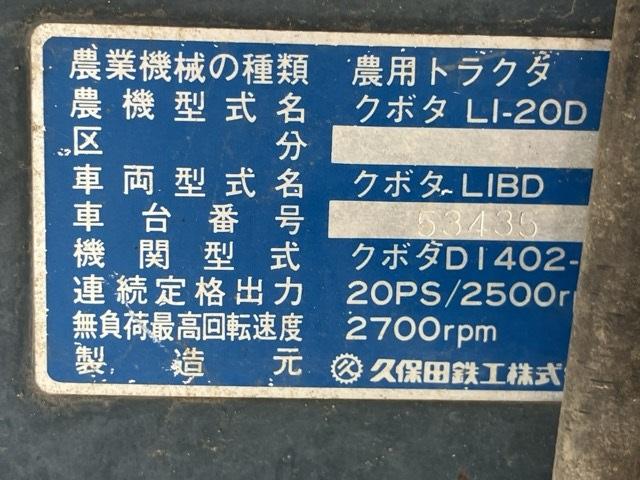 農業機械の種類 農用トラクタ
農機型式名 クボタ L1-20D
区分
車両型式名 クボタ L1BD
車台番号 53435
機関型式 クボタD1402-
連続定格出力 20PS/2500r
無負荷最高回転速度 2700rpm
製造元 久保田鉄工株式